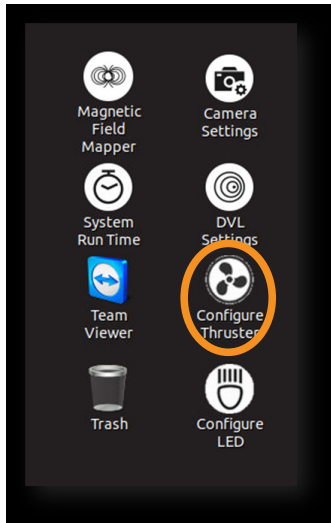 Magnetic
Field
Mapper
Camera
Settings
System
Run Time
DVL
Settings
Team
Viewer
Configure
Thruster
Trash
Configure
LED